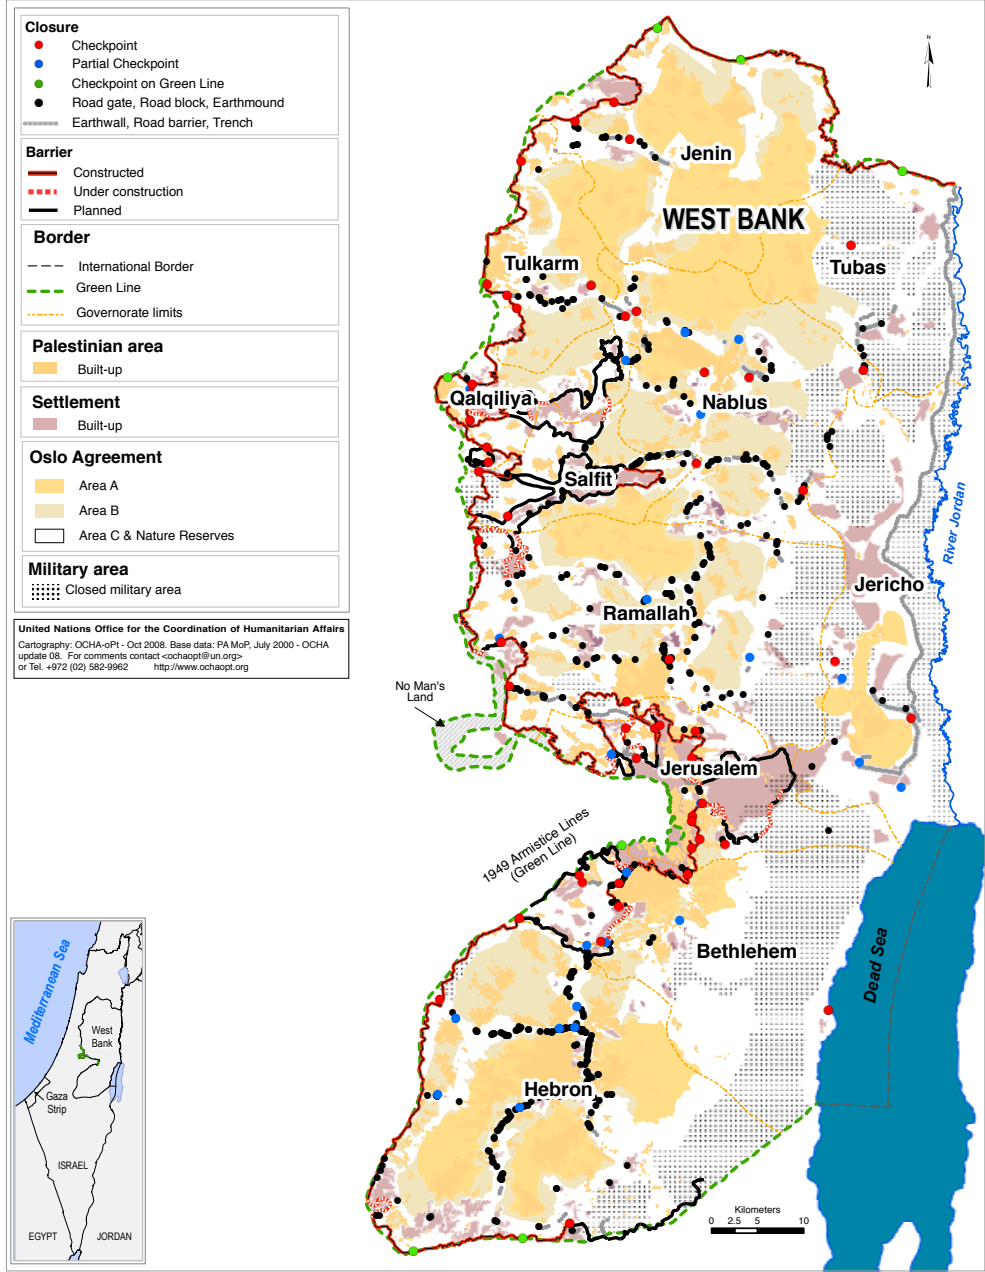 Closure
Checkpoint
Partial Checkpoint
Checkpoint on Green Line
Road gate, Road block, Earthmound
Earthwall, Road barrier, Trench
Barrier
Constructed
Under construction
Planned
Border
International Border
Green Line
Governorate limits
Palestinian area
Built-up
Settlement
Built-up
Oslo Agreement
Area A
Area B
Area C & Nature Reserves
Military area
Closed military area
United Nations Office for the Coordination of Humanitarian Affairs
Cartography: OCHA-oPt - Oct 2008. Base data: PA MoP, July 2000 - OCHA
update 08. For comments contact <ochaopt@un.org>
or Tel. +972 (02) 582-9962 http://www.ochaopt.org
N
Jenin
WEST BANK
Tulkarm
Tubas
Qalqiliya
Nablus
Salfit
River Jordan
Jericho
Ramallah
No Man's
Land
Jerusalem
1949 Armistice Lines
(Green Line)
Bethlehem
Dead Sea
Hebron
Kilometers
0 2.5 5 10
Mediterranean Sea
West
Bank
Gaza
Strip
ISRAEL
EGYPT
JORDAN